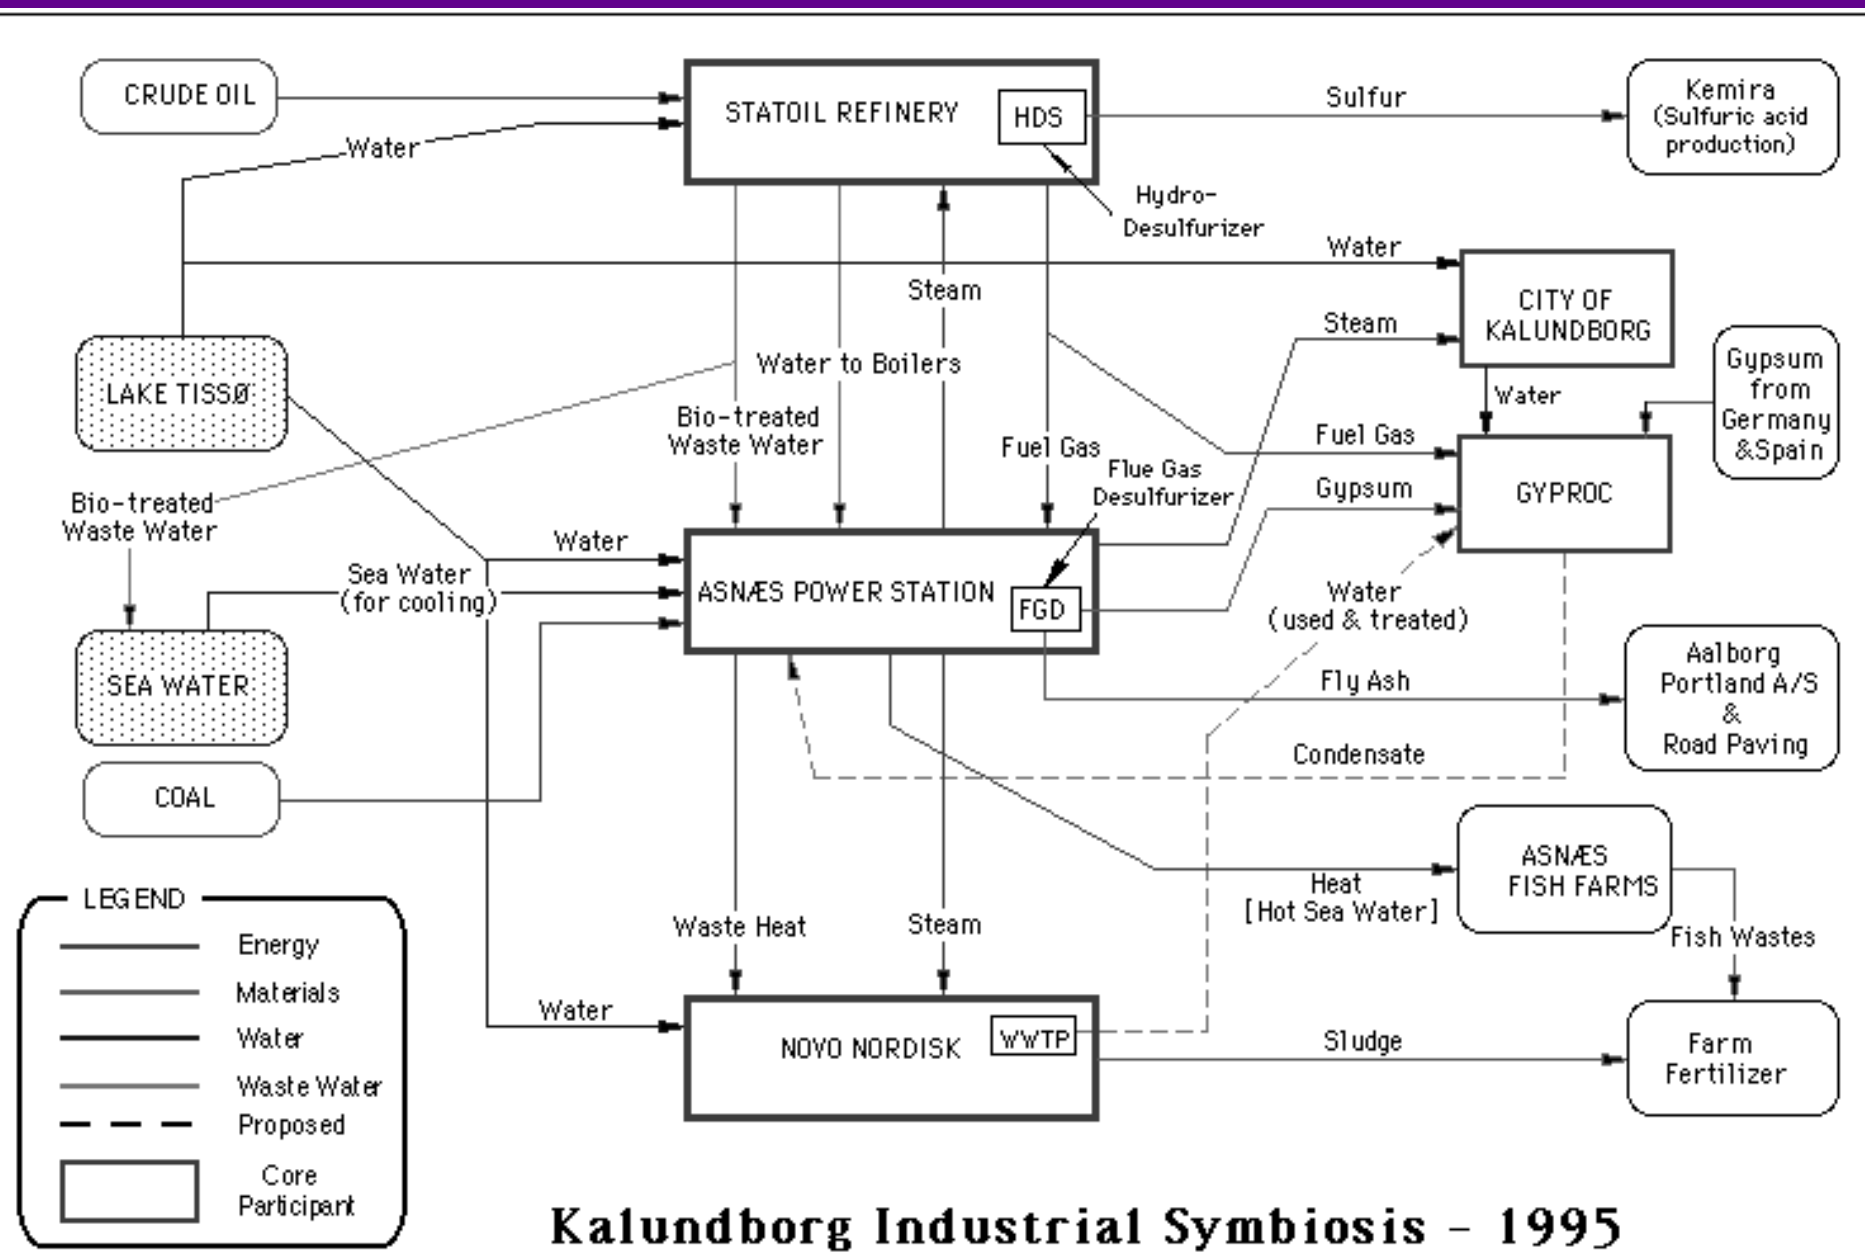 CRUDE OIL
STATOIL REFINERY
HDS
Sulfur
Kemira
(Sulfuric acid
production)
Water
Hydro-
Desulfurizer
Water
Steam
CITY OF
KALUNDBORG
Steam
Gypsum
from
Germany
&Spain
LAKE TISSØ
Water to Boilers
Water
Bio-treated
Waste Water
Fuel Gas
Fuel Gas
Flue Gas
Desulfurizer
Gypsum
GYPROC
Bio-treated
Waste Water
Water
Sea Water
(for cooling)
ASNÆS POWER STATION
FGD
Water
(used & treated)
SEA WATER
Fly Ash
Aalborg
Portland A/S
&
Road Paving
Condensate
COAL
ASNÆS
FISH FARMS
Heat
[Hot Sea Water]
Waste Heat
Steam
Fish Wastes
LEGEND
Energy
Materials
Water
Waste Water
Proposed
Core
Participant
Water
NOVO NORDISK
WWTP
Sludge
Farm
Fertilizer
Kalundborg Industrial Symbiosis - 1995